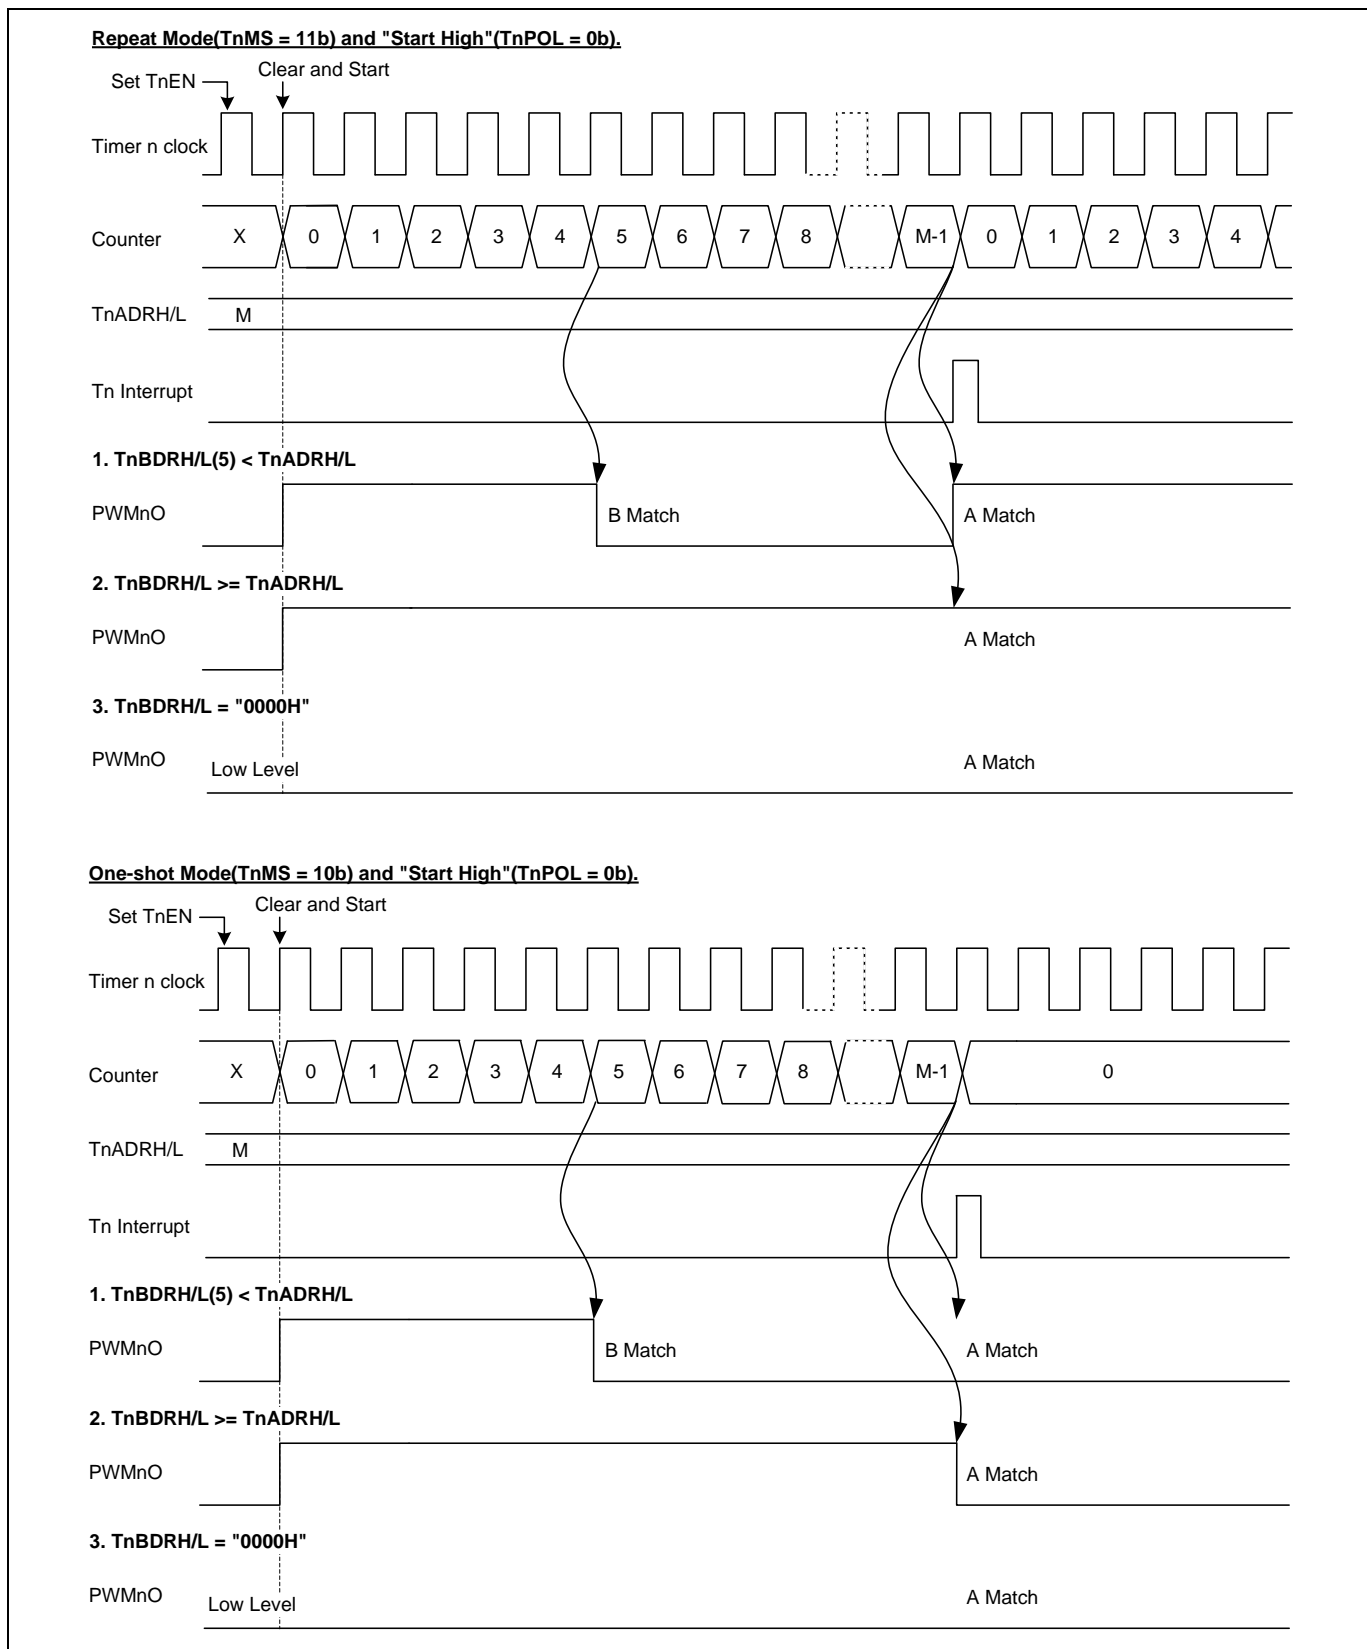 Repeat Mode(TnMS = 11b) and "Start High"(TnPOL = 0b).
Set TnEN Clear and Start
Timer n clock
Counter X 0 1 2 3 4 5 6 7 8 M-1 0 1 2 3 4
TnADRH/L M
Tn Interrupt
1. TnBDRH/L(5) < TnADRH/L
PWMnO B Match A Match
2. TnBDRH/L >= TnADRH/L
PWMnO A Match
3. TnBDRH/L = "0000H"
PWMnO Low Level A Match
One-shot Mode(TnMS = 10b) and "Start High"(TnPOL = 0b).
Set TnEN Clear and Start
Timer n clock
Counter X 0 1 2 3 4 5 6 7 8 M-1 0
TnADRH/L M
Tn Interrupt
1. TnBDRH/L(5) < TnADRH/L
PWMnO B Match A Match
2. TnBDRH/L >= TnADRH/L
PWMnO A Match
3. TnBDRH/L = "0000H"
PWMnO Low Level A Match